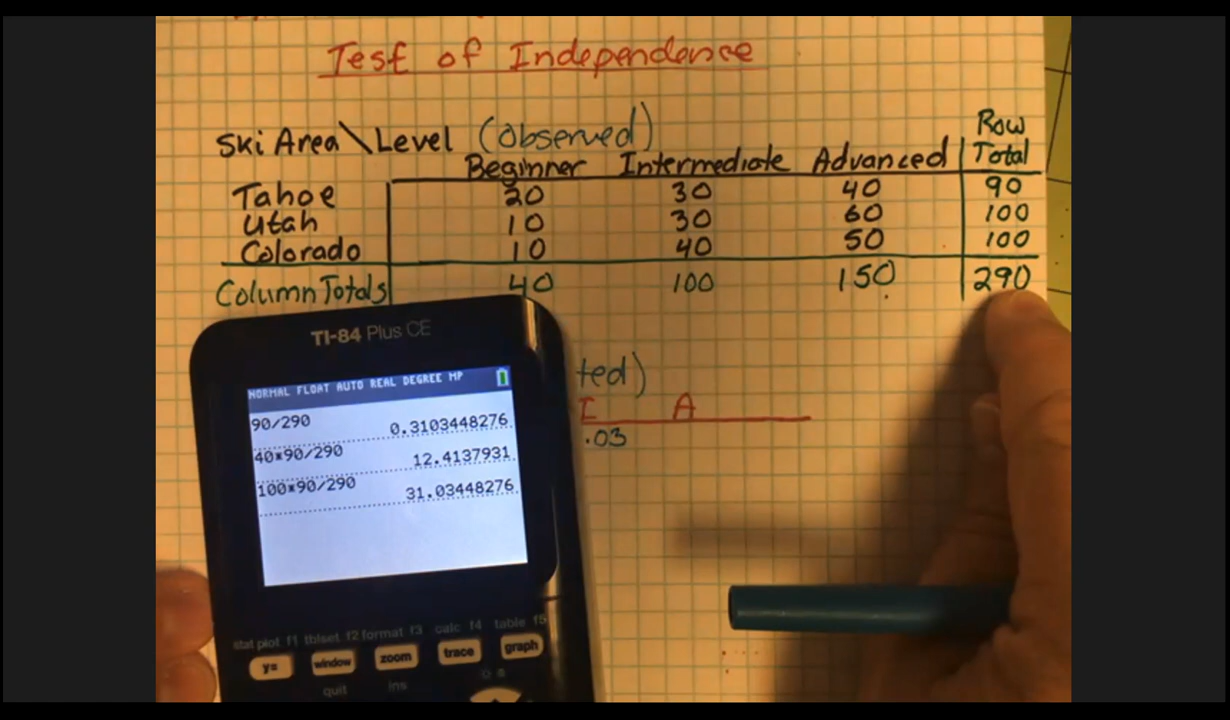 Test of Independence
Ski Area\Level (Observed)
Row
Beginner Intermediate Advanced Total
Tahoe 20 30 40 90
Utah 10 30 60 100
Colorado 10 40 50 100
Column Totals 40 100 150 290
TI-84 Plus CE
NORMAL FLOAT AUTO REAL DEGREE MP
90/290
0.3103448276
40*90/290
12.4137931
100*90/290
31.03448276
ted)
I A
.03
stat plot f1 tblset f2 format f3 calc f4 table f5
y= window zoom trace graph
quit ins